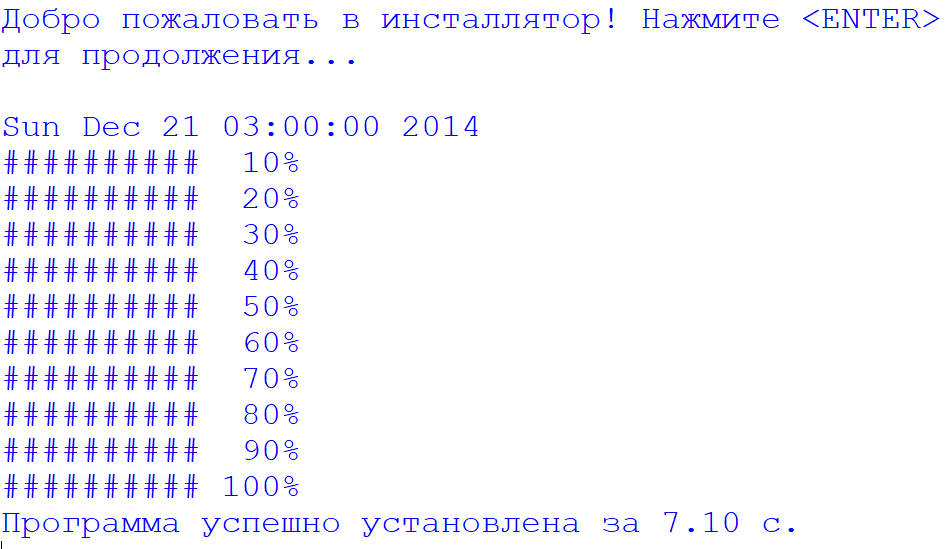 Добро пожаловать в инсталлятор! Нажмите <ENTER>
для продолжения...
Sun Dec 21 03:00:00 2014
########## 10%
########## 20%
########## 30%
########## 40%
########## 50%
########## 60%
########## 70%
########## 80%
########## 90%
########## 100%
Программа успешно установлена за 7.10 с.